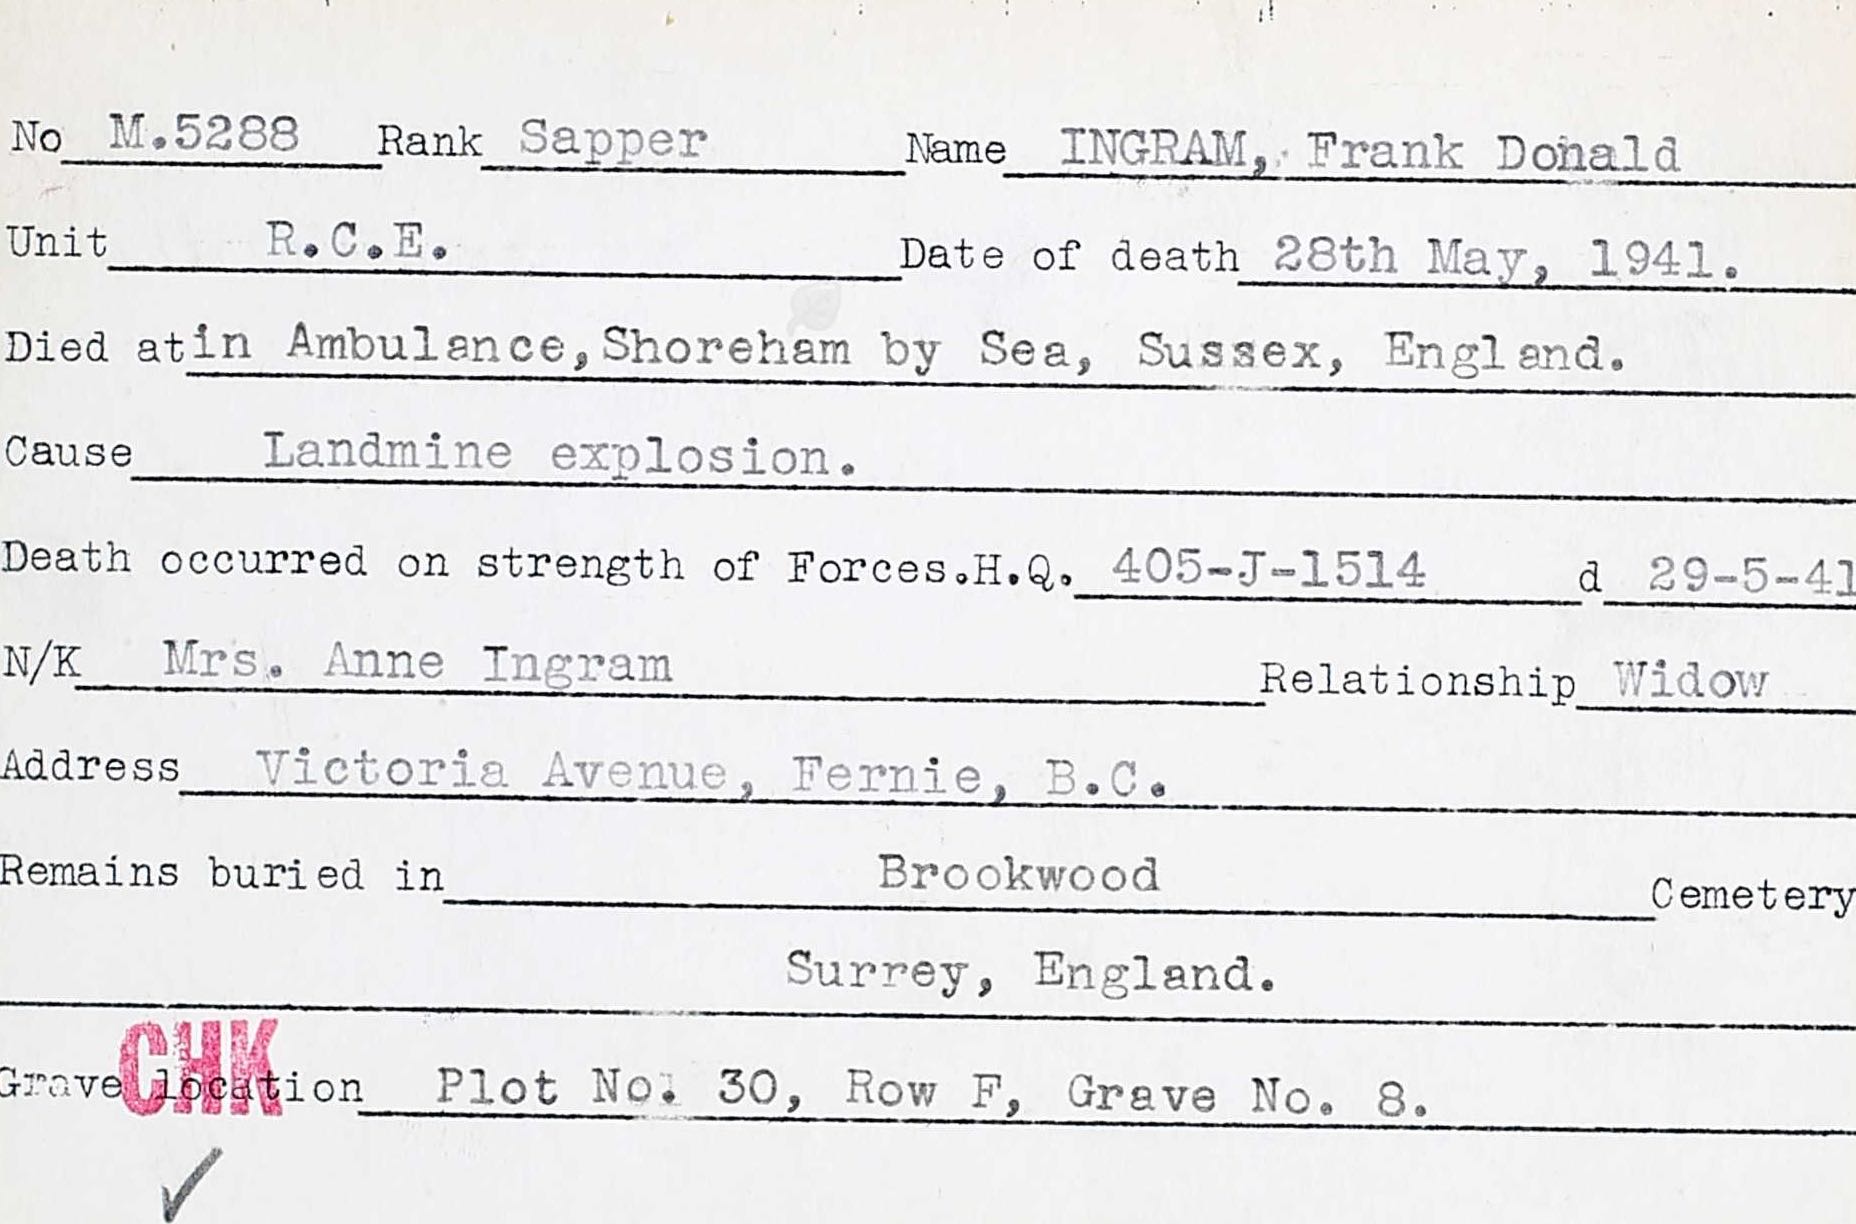 No M.5288 Rank Sapper Name INGRAM, Frank Donald
Unit R.C.E. Date of death 28th May, 1941.
Died at in Ambulance, Shoreham by Sea, Sussex, England.
Cause Landmine explosion.
Death occurred on strength of Forces.H.Q. 405-J-1514 d 29-5-41
N/K Mrs. Anne Ingram Relationship Widow
Address Victoria Avenue, Fernie, B.C.
Remains buried in Brookwood Cemetery
Surrey, England.
CHK
Grave location Plot No. 30, Row F, Grave No. 8.